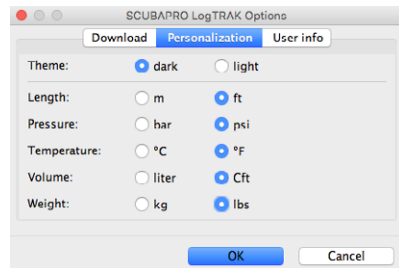 SCUBAPRO LogTRAK Options
Download Personalization User info
Theme: dark light
Length: m ft
Pressure: bar psi
Temperature: °C °F
Volume: liter Cft
Weight: kg lbs
OK Cancel